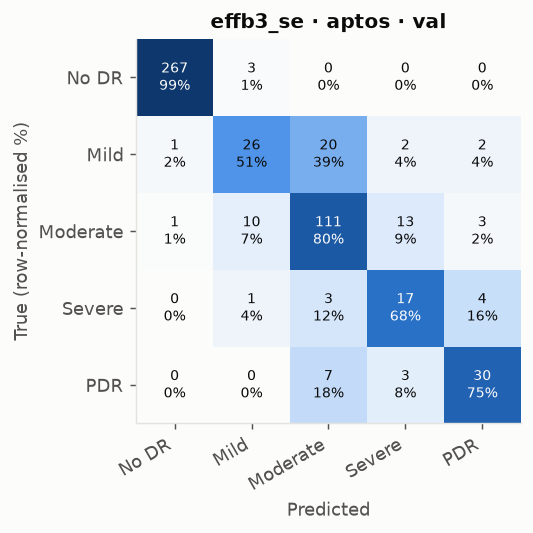 effb3_se · aptos · val
True (row-normalised %)
No DR
267 3 0 0 0
99% 1% 0% 0% 0%
Mild
1 26 20 2 2
2% 51% 39% 4% 4%
Moderate
1 10 111 13 3
1% 7% 80% 9% 2%
Severe
0 1 3 17 4
0% 4% 12% 68% 16%
PDR
0 0 7 3 30
0% 0% 18% 8% 75%
No DR Mild Moderate Severe PDR
Predicted